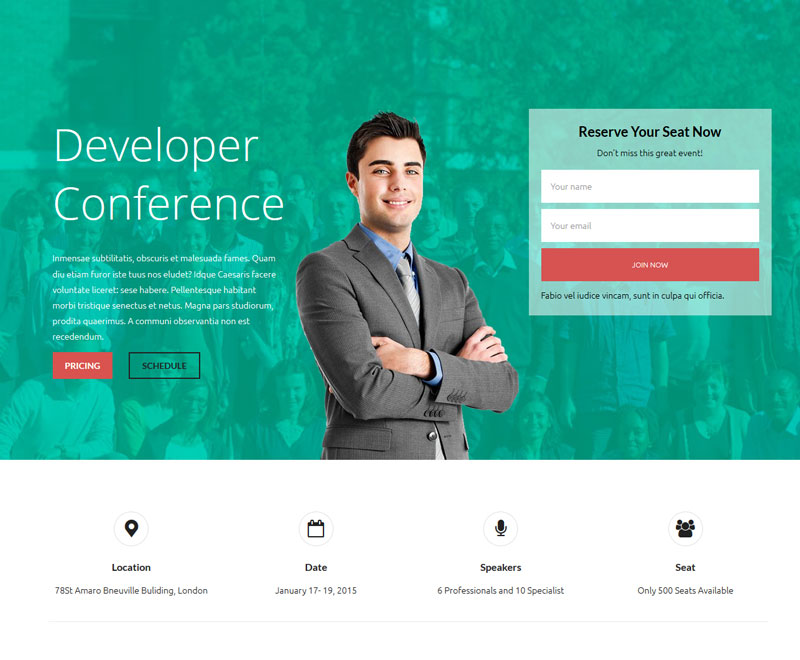 Developer
Conference
Inmensae subtilitatis, obscuris et malesuada fames. Quam
diu etiam furor iste tuus nos eludet? Idque Caesaris facere
voluntate liceret: sese habere. Pellentesque habitant
morbi tristique senectus et netus. Magna pars studiorum,
prodita quaerimus. A communi observantia non est
recedendum.
PRICING
SCHEDULE
Reserve Your Seat Now
Don't miss this great event!
Your name
Your email
JOIN NOW
Fabio vel iudice vincam, sunt in culpa qui officia.
Location
78St Amaro Bneuville Buliding, London
Date
January 17- 19, 2015
Speakers
6 Professionals and 10 Specialist
Seat
Only 500 Seats Available